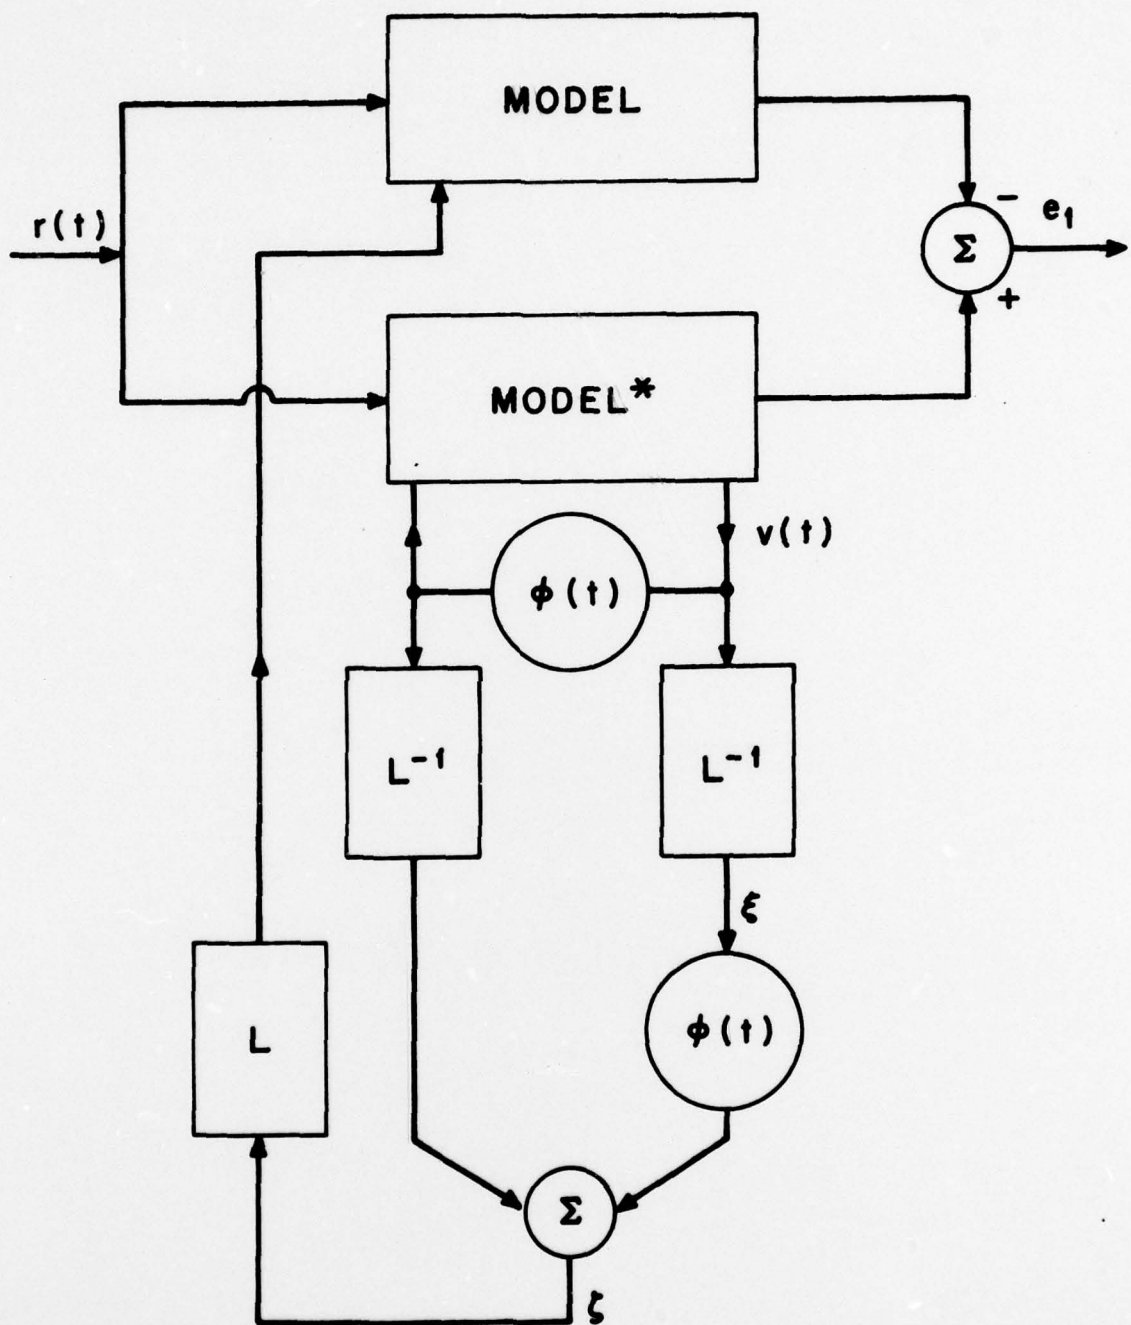 MODEL
r(t)
-
e₁
Σ
+
MODEL*
v(t)
φ(t)
L⁻¹
L⁻¹
ξ
φ(t)
L
Σ
ζ